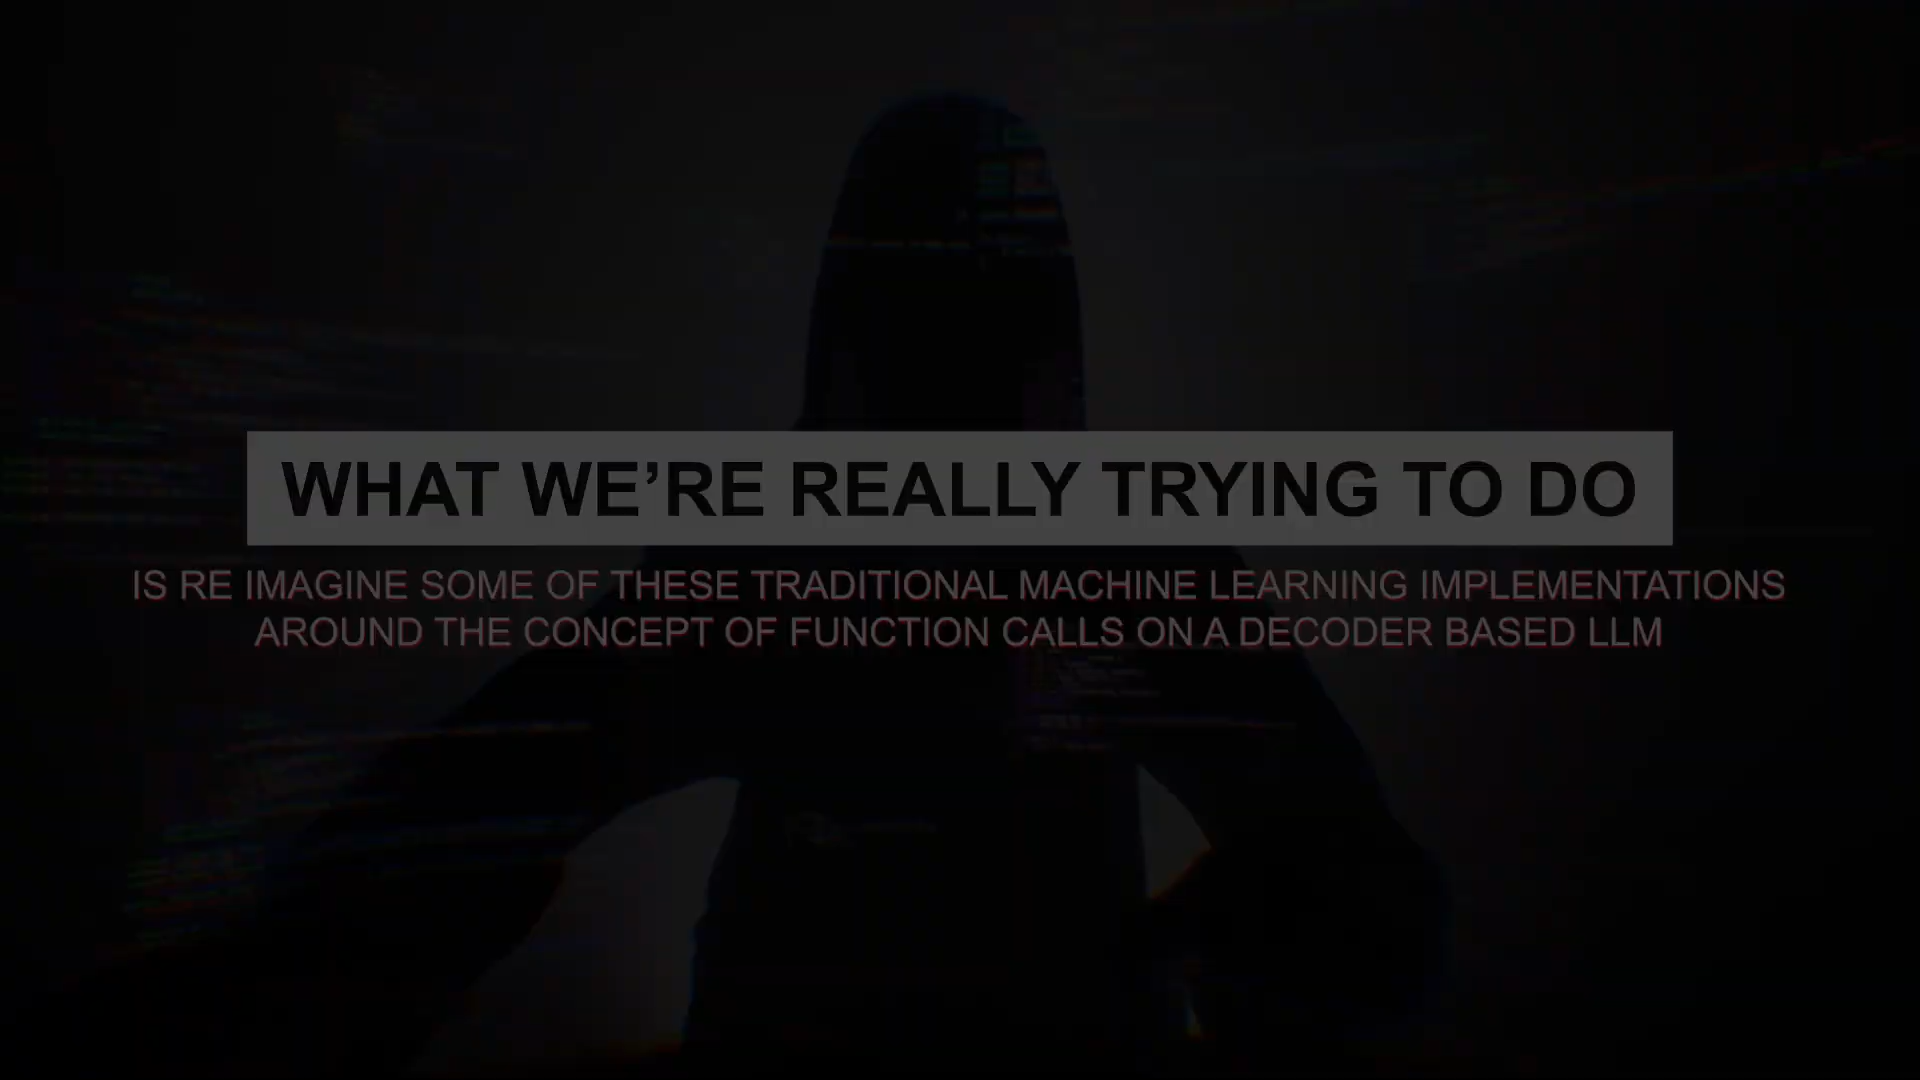 WHAT WE’RE REALLY TRYING TO DO
IS RE IMAGINE SOME OF THESE TRADITIONAL MACHINE LEARNING IMPLEMENTATIONS
AROUND THE CONCEPT OF FUNCTION CALLS ON A DECODER BASED LLM